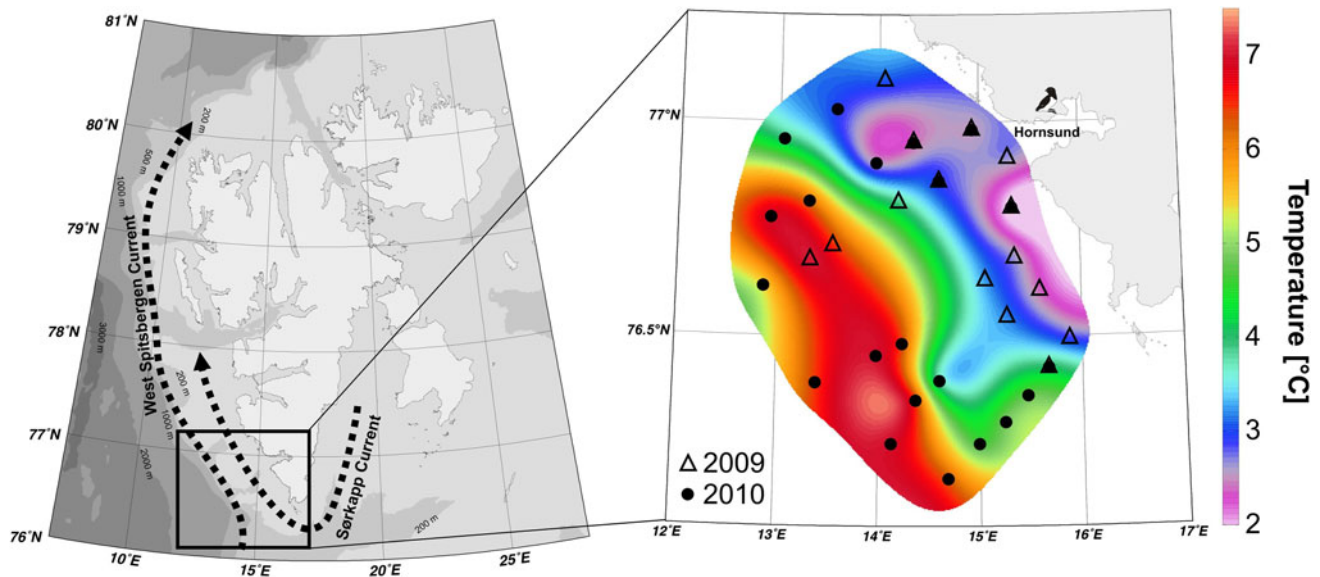 81°N
80°N
79°N
78°N
77°N
76°N
10°E
15°E
20°E
25°E
200 m
500 m
1000 m
3000 m
200 m
1000 m
2000 m
200 m
West Spitsbergen Current
Sørkapp Current
77°N
76.5°N
12°E
13°E
14°E
15°E
16°E
17°E
Hornsund
2009
2010
7
6
5
4
3
2
Temperature [°C]